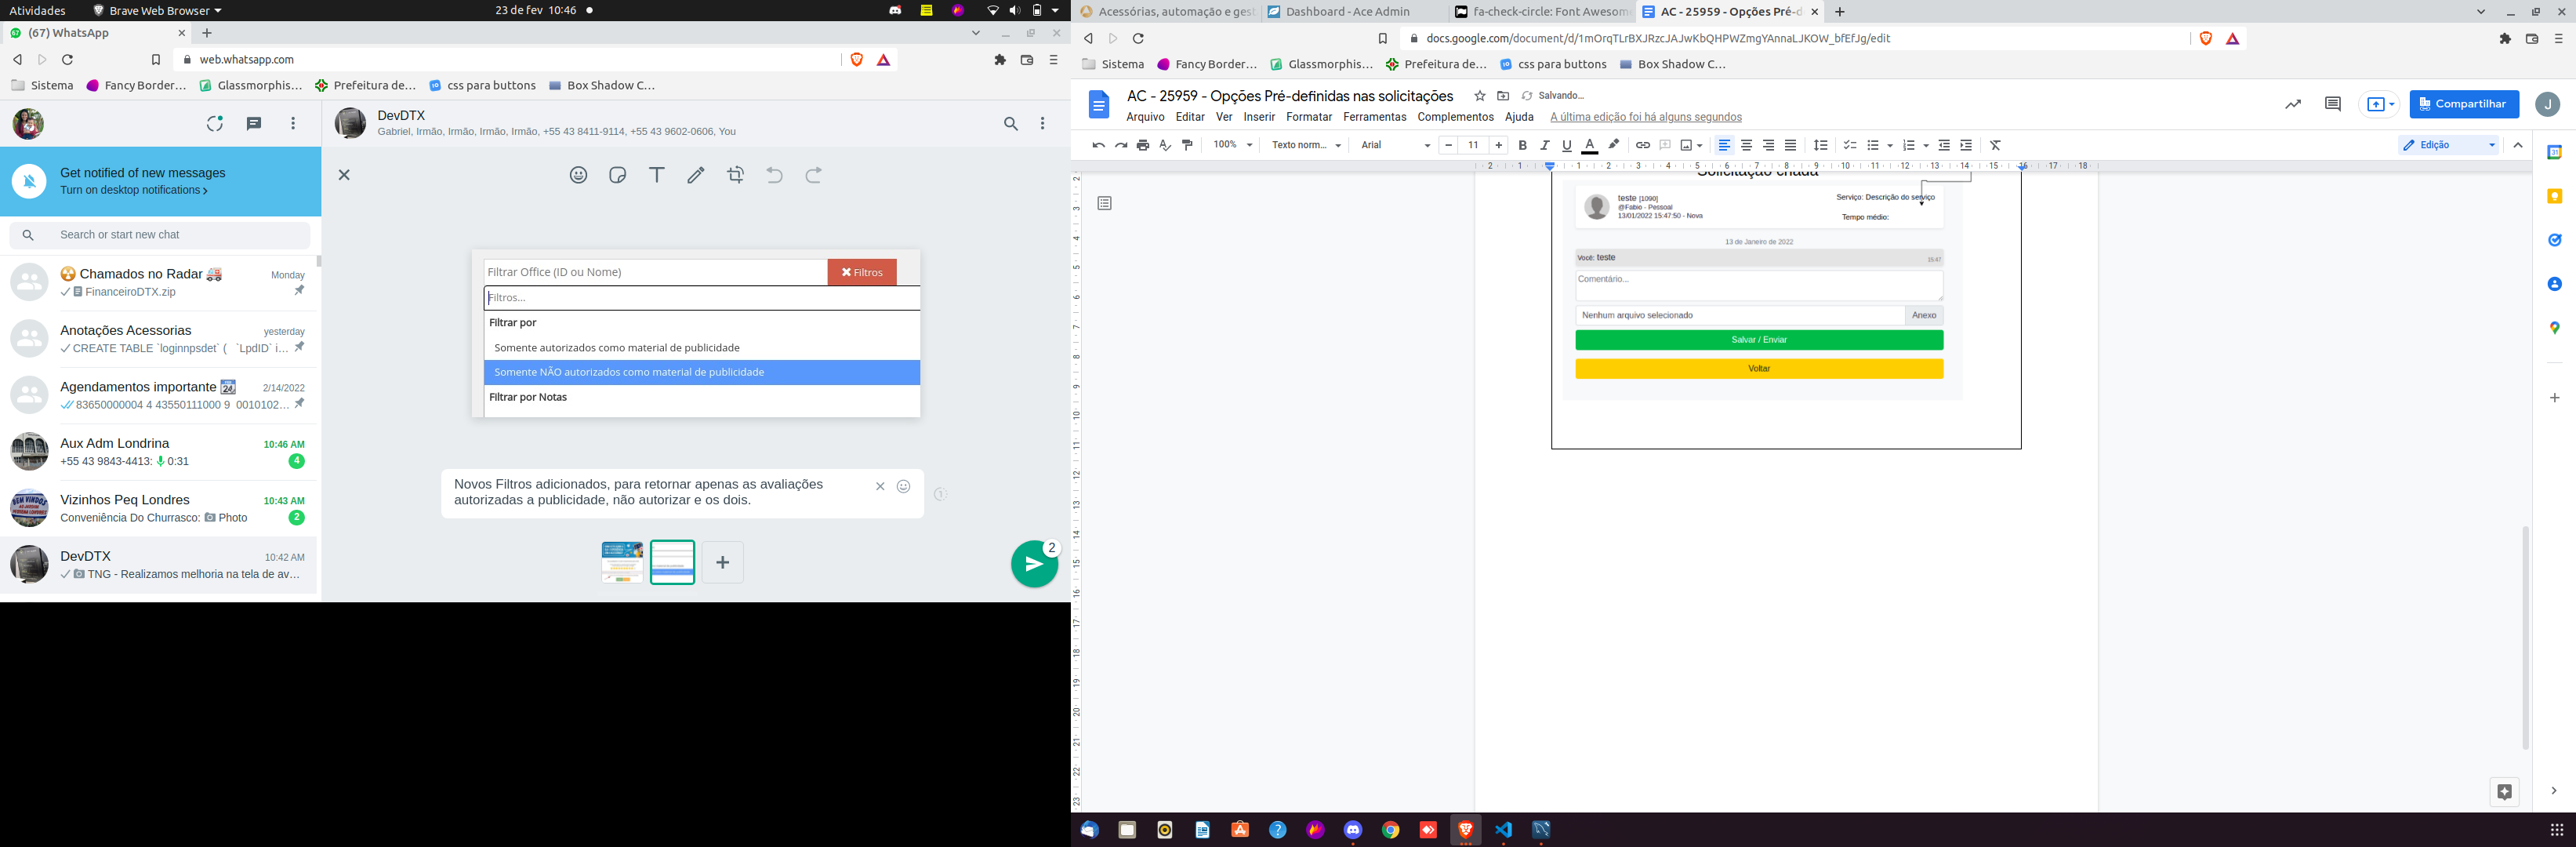 Atividades
Brave Web Browser
23 de fev 10:46
(67) WhatsApp
web.whatsapp.com
Sistema
Fancy Border...
Glassmorphis...
Prefeitura de...
css para buttons
Box Shadow C...
DevDTX
Gabriel, Irmão, Irmão, Irmão, Irmão, +55 43 8411-9114, +55 43 9602-0606, You
Get notified of new messages
Turn on desktop notifications
Search or start new chat
Chamados no Radar
Monday
FinanceiroDTX.zip
Anotações Acessorias
yesterday
CREATE TABLE `loginnpsdet` ( `LpdID` i...
Agendamentos importante
2/14/2022
83650000004 4 43550111000 9 0010102...
Aux Adm Londrina
10:46 AM
+55 43 9843-4413: 0:31
4
Vizinhos Peq Londres
10:43 AM
Conveniência Do Churrasco: Photo
2
DevDTX
10:42 AM
TNG - Realizamos melhoria na tela de av...
Filtrar Office (ID ou Nome)
Filtros
Filtros...
Filtrar por
Somente autorizados como material de publicidade
Somente NÃO autorizados como material de publicidade
Filtrar por Notas
Novos Filtros adicionados, para retornar apenas as avaliações
autorizadas a publicidade, não autorizar e os dois.
2
Acessórias, automação e gest
Dashboard - Ace Admin
fa-check-circle: Font Awesom
AC - 25959 - Opções Pré-d
docs.google.com/document/d/1mOrqTLrBXJRzcJAJwKbQHPWZmgYAnnaLJKOW_bfEfJg/edit
Sistema
Fancy Border...
Glassmorphis...
Prefeitura de...
css para buttons
Box Shadow C...
AC - 25959 - Opções Pré-definidas nas solicitações
Salvando...
Arquivo Editar Ver Inserir Formatar Ferramentas Complementos Ajuda
A última edição foi há alguns segundos
Compartilhar
J
100%
Texto norm...
Arial
11
Edição
Solicitação criada
teste [1090]
@Fabio - Pessoal
13/01/2022 15:47:50 - Nova
Serviço: Descrição do serviço
Tempo médio:
13 de Janeiro de 2022
Você: teste
15:47
Comentário...
Nenhum arquivo selecionado
Anexo
Salvar / Enviar
Voltar